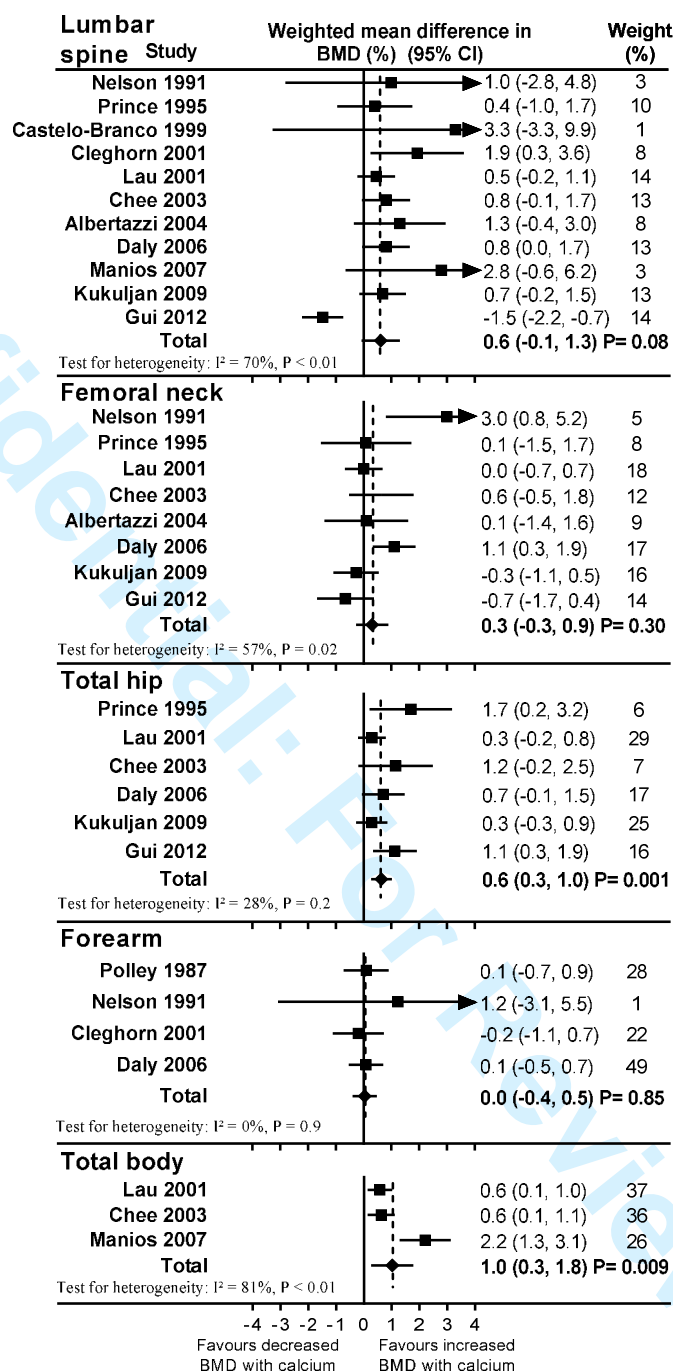 Lumbar spine Study Weighted mean difference in BMD (%) (95% CI) Weight (%)
Nelson 1991 1.0 (-2.8, 4.8) 3
Prince 1995 0.4 (-1.0, 1.7) 10
Castelo-Branco 1999 3.3 (-3.3, 9.9) 1
Cleghorn 2001 1.9 (0.3, 3.6) 8
Lau 2001 0.5 (-0.2, 1.1) 14
Chee 2003 0.8 (-0.1, 1.7) 13
Albertazzi 2004 1.3 (-0.4, 3.0) 8
Daly 2006 0.8 (0.0, 1.7) 13
Manios 2007 2.8 (-0.6, 6.2) 3
Kukuljan 2009 0.7 (-0.2, 1.5) 13
Gui 2012 -1.5 (-2.2, -0.7) 14
Total 0.6 (-0.1, 1.3) P= 0.08
Test for heterogeneity: I² = 70%, P < 0.01
Femoral neck
Nelson 1991 3.0 (0.8, 5.2) 5
Prince 1995 0.1 (-1.5, 1.7) 8
Lau 2001 0.0 (-0.7, 0.7) 18
Chee 2003 0.6 (-0.5, 1.8) 12
Albertazzi 2004 0.1 (-1.4, 1.6) 9
Daly 2006 1.1 (0.3, 1.9) 17
Kukuljan 2009 -0.3 (-1.1, 0.5) 16
Gui 2012 -0.7 (-1.7, 0.4) 14
Total 0.3 (-0.3, 0.9) P= 0.30
Test for heterogeneity: I² = 57%, P = 0.02
Total hip
Prince 1995 1.7 (0.2, 3.2) 6
Lau 2001 0.3 (-0.2, 0.8) 29
Chee 2003 1.2 (-0.2, 2.5) 7
Daly 2006 0.7 (-0.1, 1.5) 17
Kukuljan 2009 0.3 (-0.3, 0.9) 25
Gui 2012 1.1 (0.3, 1.9) 16
Total 0.6 (0.3, 1.0) P= 0.001
Test for heterogeneity: I² = 28%, P = 0.2
Forearm
Polley 1987 0.1 (-0.7, 0.9) 28
Nelson 1991 1.2 (-3.1, 5.5) 1
Cleghorn 2001 -0.2 (-1.1, 0.7) 22
Daly 2006 0.1 (-0.5, 0.7) 49
Total 0.0 (-0.4, 0.5) P= 0.85
Test for heterogeneity: I² = 0%, P = 0.9
Total body
Lau 2001 0.6 (0.1, 1.0) 37
Chee 2003 0.6 (0.1, 1.1) 36
Manios 2007 2.2 (1.3, 3.1) 26
Total 1.0 (0.3, 1.8) P= 0.009
Test for heterogeneity: I² = 81%, P < 0.01
-4 -3 -2 -1 0 1 2 3 4
Favours decreased BMD with calcium
Favours increased BMD with calcium
fidential: For Review